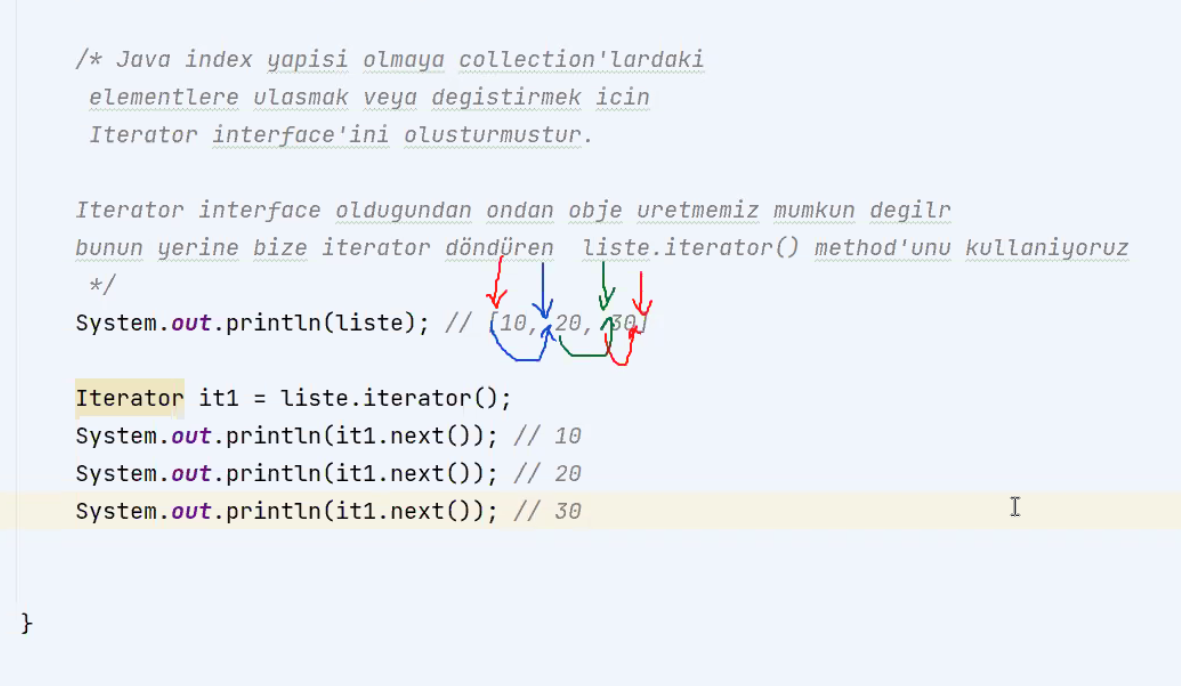 /* Java index yapisi olmaya collection'lardaki
elementlere ulasmak veya degistirmek icin
Iterator interface'ini olusturmustur.
Iterator interface oldugundan ondan obje uretmemiz mumkun degilr
bunun yerine bize iterator döndüren liste.iterator() method'unu kullaniyoruz
*/
System.out.println(liste); // [10, 20, 30]
Iterator it1 = liste.iterator();
System.out.println(it1.next()); // 10
System.out.println(it1.next()); // 20
System.out.println(it1.next()); // 30
}